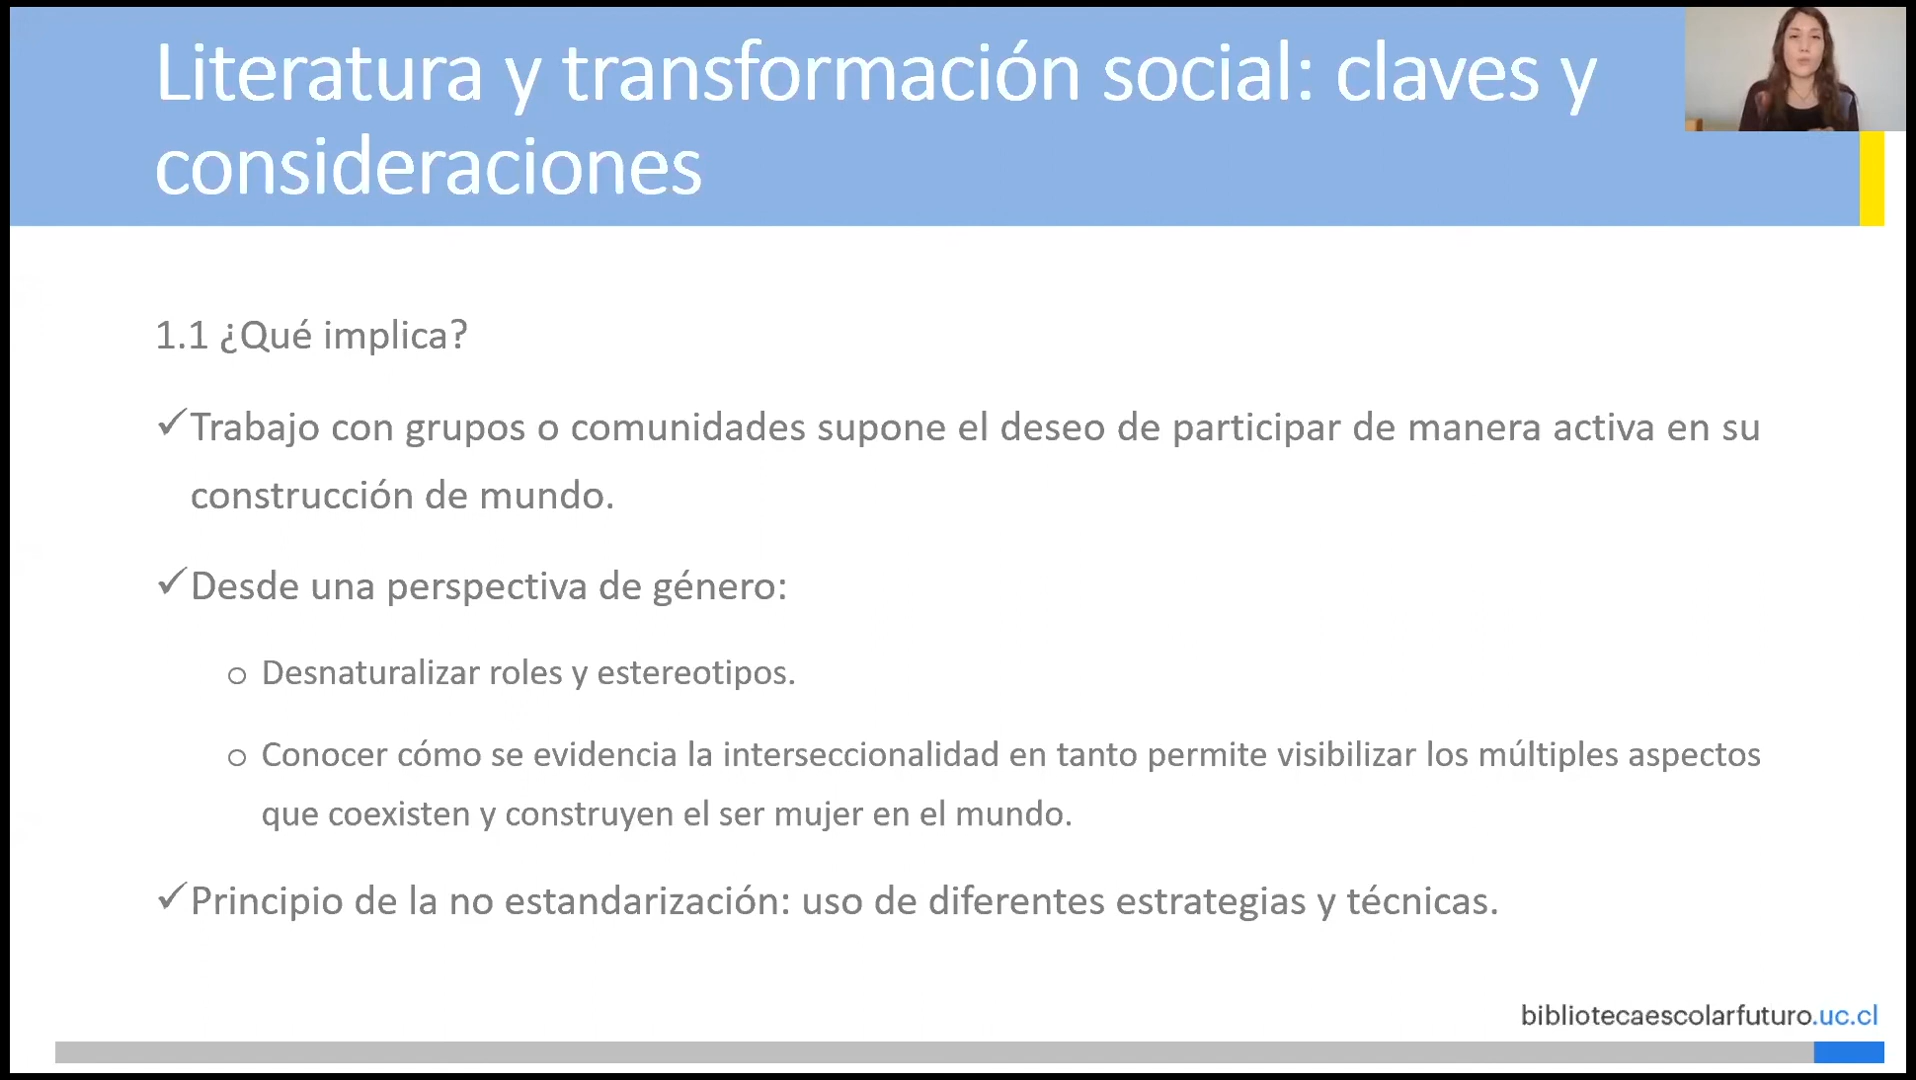 Literatura y transformación social: claves y
consideraciones
1.1 ¿Qué implica?
✓Trabajo con grupos o comunidades supone el deseo de participar de manera activa en su
construcción de mundo.
✓Desde una perspectiva de género:
o Desnaturalizar roles y estereotipos.
o Conocer cómo se evidencia la interseccionalidad en tanto permite visibilizar los múltiples aspectos
que coexisten y construyen el ser mujer en el mundo.
✓Principio de la no estandarización: uso de diferentes estrategias y técnicas.
bibliotecaescolarfuturo.uc.cl